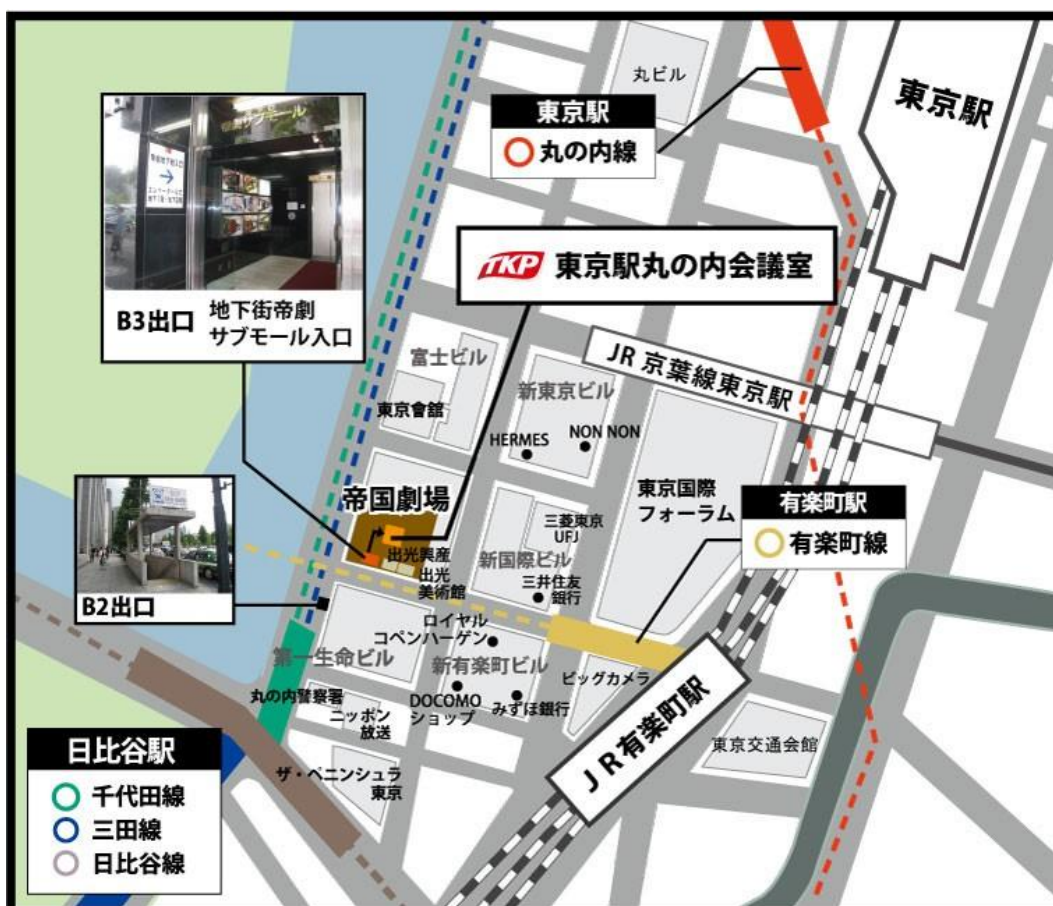 丸ビル
東京駅
東京駅
丸の内線
TKP 東京駅丸の内会議室
B3出口
地下街帝劇
サブモール入口
JR 京葉線東京駅
富士ビル
東京會舘
新東京ビル
HERMES
NON NON
東京国際
フォーラム
有楽町駅
有楽町線
帝国劇場
三菱東京
UFJ
出光興産
出光
美術館
新国際ビル
三井住友
銀行
B2出口
ロイヤル
コペンハーゲン
第一生命ビル
新有楽町ビル
ビッグカメラ
丸の内警察署
ニッポン
放送
DOCOMO
ショップ
みずほ銀行
JR有楽町駅
東京交通会館
ザ・ペニンシュラ
東京
日比谷駅
千代田線
三田線
日比谷線